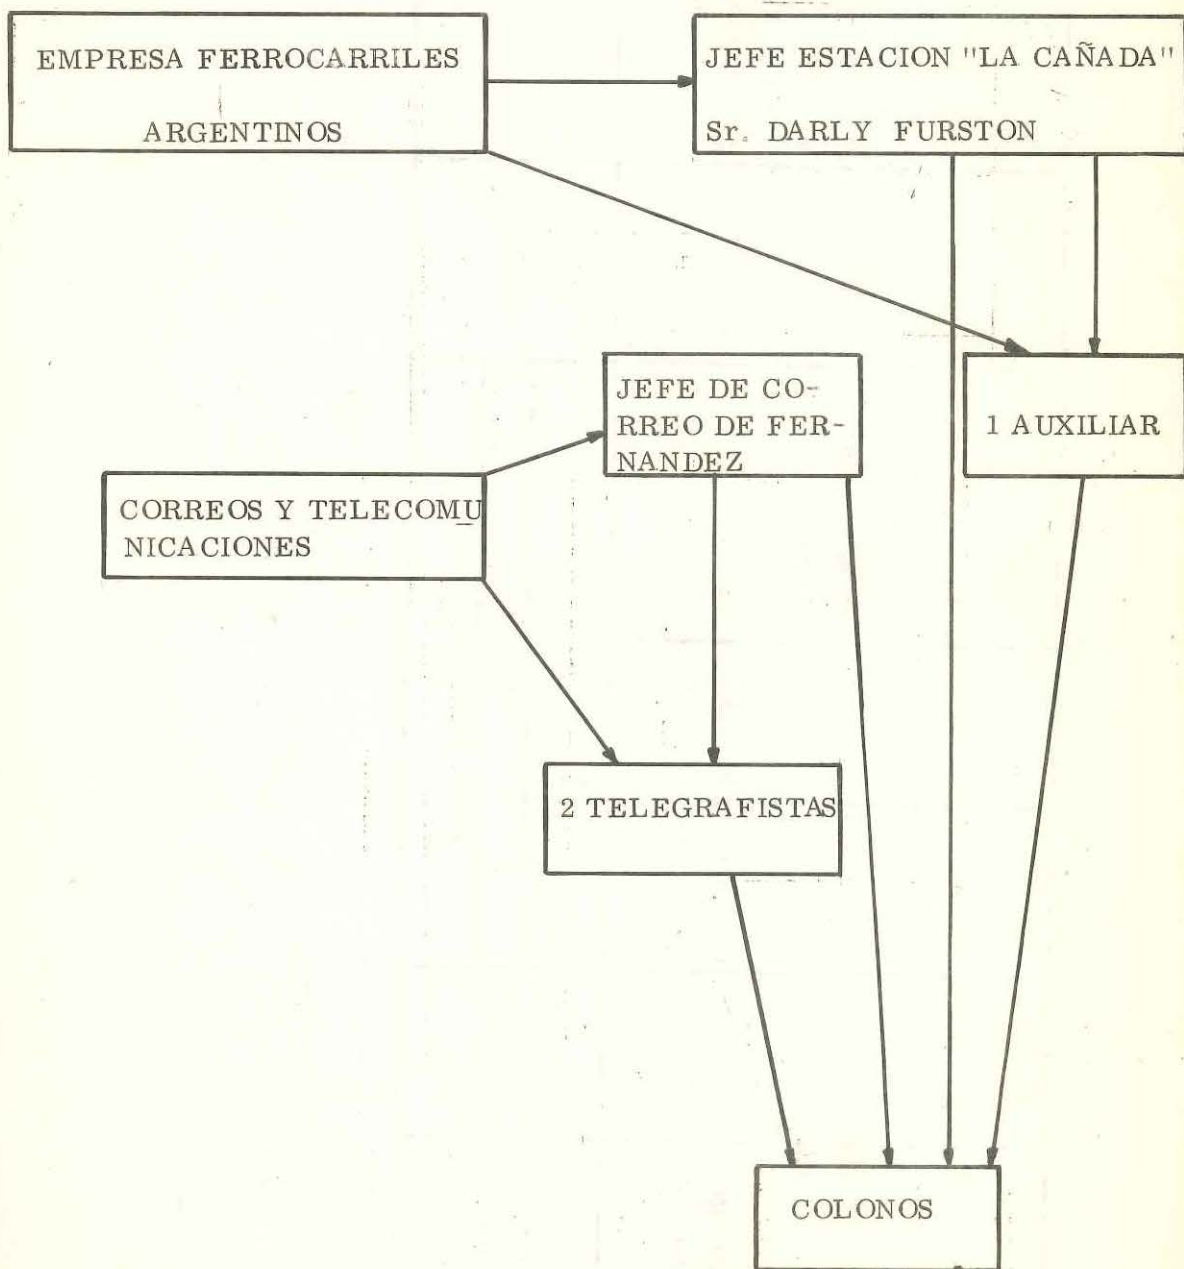 EMPRESA FERROCARRILES
ARGENTINOS
JEFE ESTACION "LA CAÑADA"
Sr. DARLY FURSTON
JEFE DE CO-
RREO DE FER-
NANDEZ
1 AUXILIAR
CORREOS Y TELECOMU
NICACIONES
2 TELEGRAFISTAS
COLONOS